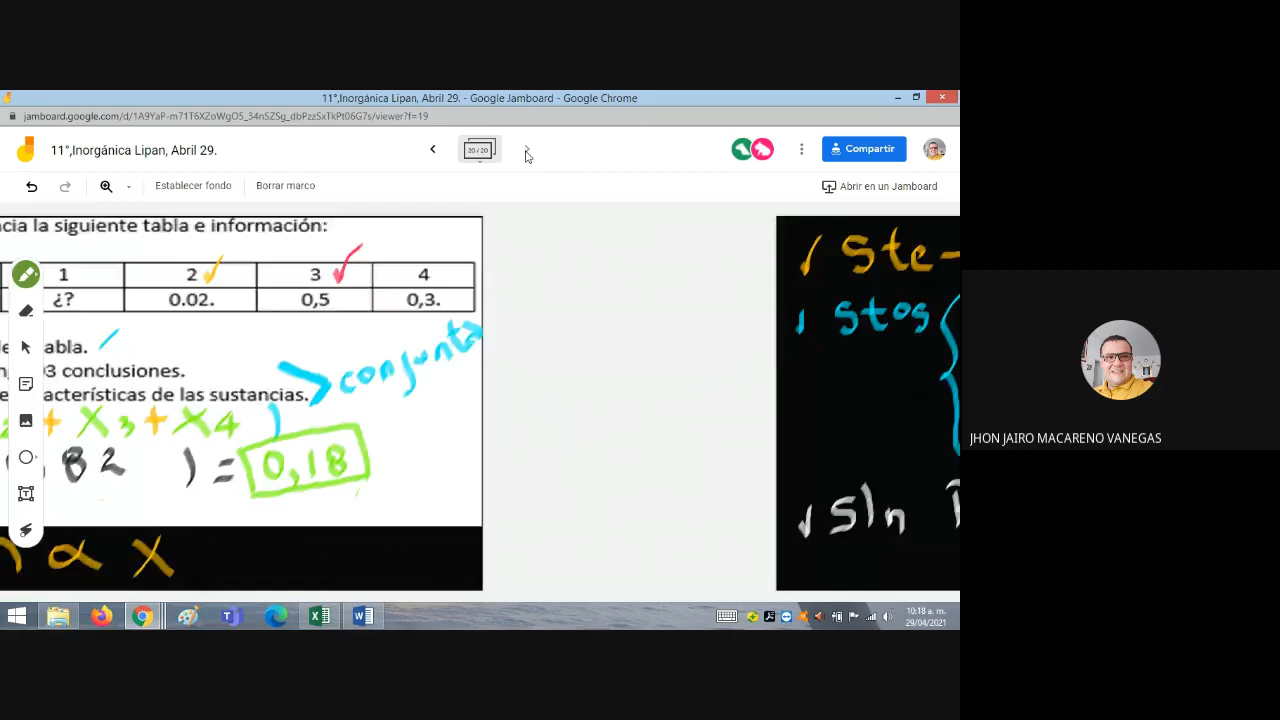 11°,Inorgánica Lipan, Abril 29. - Google Jamboard - Google Chrome
jamboard.google.com/d/1A9YaP-m71T6XZoWgO5_34nSZSg_dbPzzSxTkPt06G7s/viewer?f=19
11°,Inorgánica Lipan, Abril 29.
20 / 20
Compartir
Establecer fondo
Borrar marco
Abrir en un Jamboard
cia la siguiente tabla e información:
1 2 3 4
¿? 0.02. 0,5 0,3.
abla.
03 conclusiones.
acterísticas de las sustancias.
> conjunta
+ X3 + X4
, 82 ) = 0,18
α X
ste-
stos {
sln
JHON JAIRO MACARENO VANEGAS
10:18 a. m.
29/04/2021